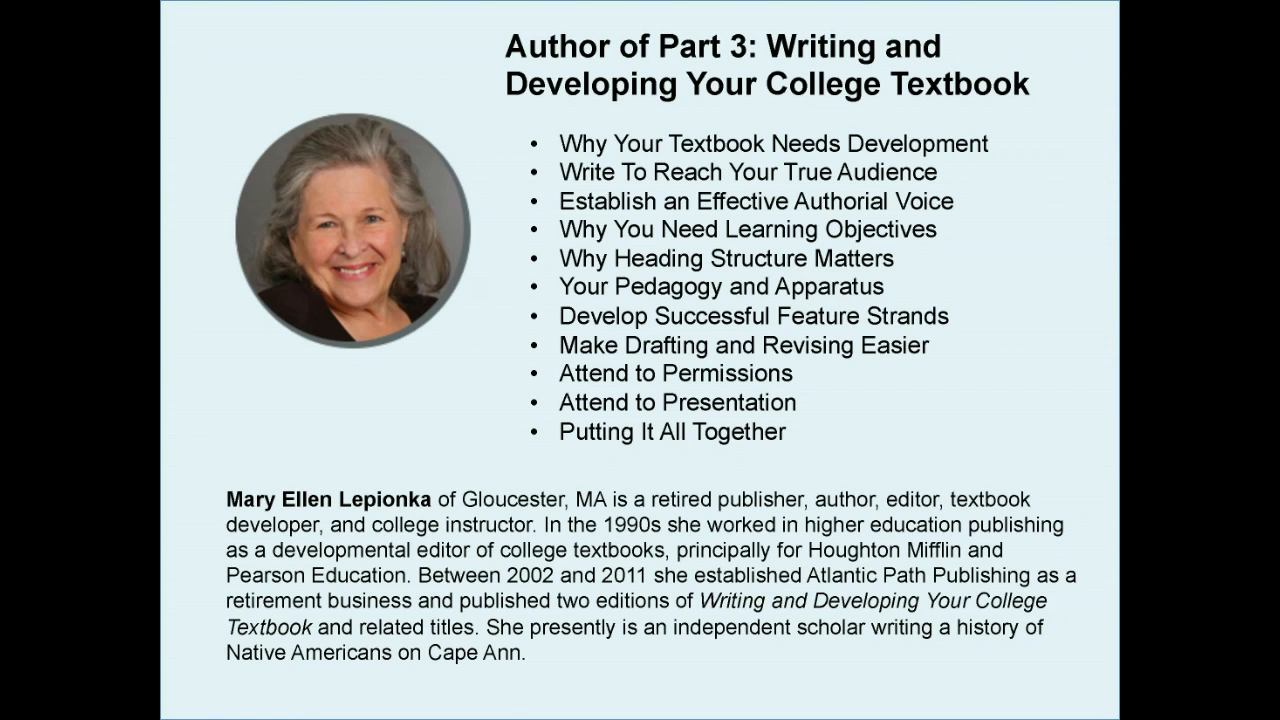 Author of Part 3: Writing and
Developing Your College Textbook
• Why Your Textbook Needs Development
• Write To Reach Your True Audience
• Establish an Effective Authorial Voice
• Why You Need Learning Objectives
• Why Heading Structure Matters
• Your Pedagogy and Apparatus
• Develop Successful Feature Strands
• Make Drafting and Revising Easier
• Attend to Permissions
• Attend to Presentation
• Putting It All Together
Mary Ellen Lepionka of Gloucester, MA is a retired publisher, author, editor, textbook
developer, and college instructor. In the 1990s she worked in higher education publishing
as a developmental editor of college textbooks, principally for Houghton Mifflin and
Pearson Education. Between 2002 and 2011 she established Atlantic Path Publishing as a
retirement business and published two editions of Writing and Developing Your College
Textbook and related titles. She presently is an independent scholar writing a history of
Native Americans on Cape Ann.